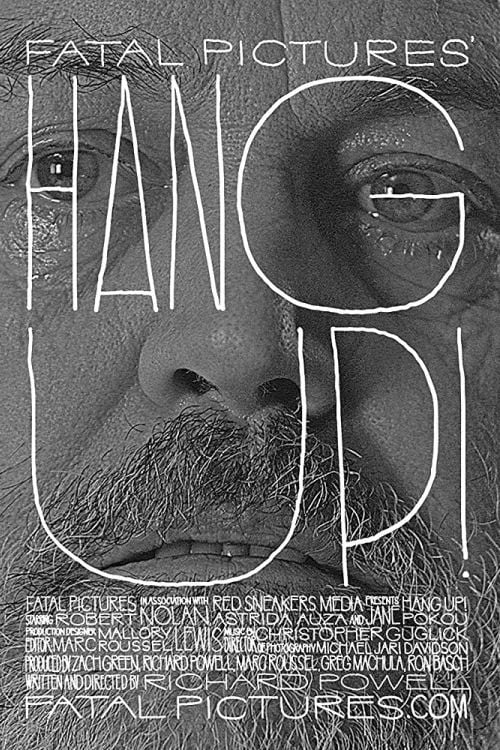 FATAL PICTURES'
HANG
UP!
FATAL PICTURES IN ASSOCIATION WITH RED SNEAKERS MEDIA PRESENTS HANG UP!
STARRING ROBERT NOLAN ASTRIDA AUZA AND JANE POKOU
PRODUCTION DESIGNER MALLORY LEWIS MUSIC BY CHRISTOPHER GUGLICK
EDITOR MARC ROUSSEL DIRECTOR OF PHOTOGRAPHY MICHAEL JARI DAVIDSON
PRODUCED BY ZACH GREEN, RICHARD POWELL, MARC ROUSSEL, GREG MACHULA, RON BASCH
WRITTEN AND DIRECTED BY RICHARD POWELL
FATAL PICTURES.COM